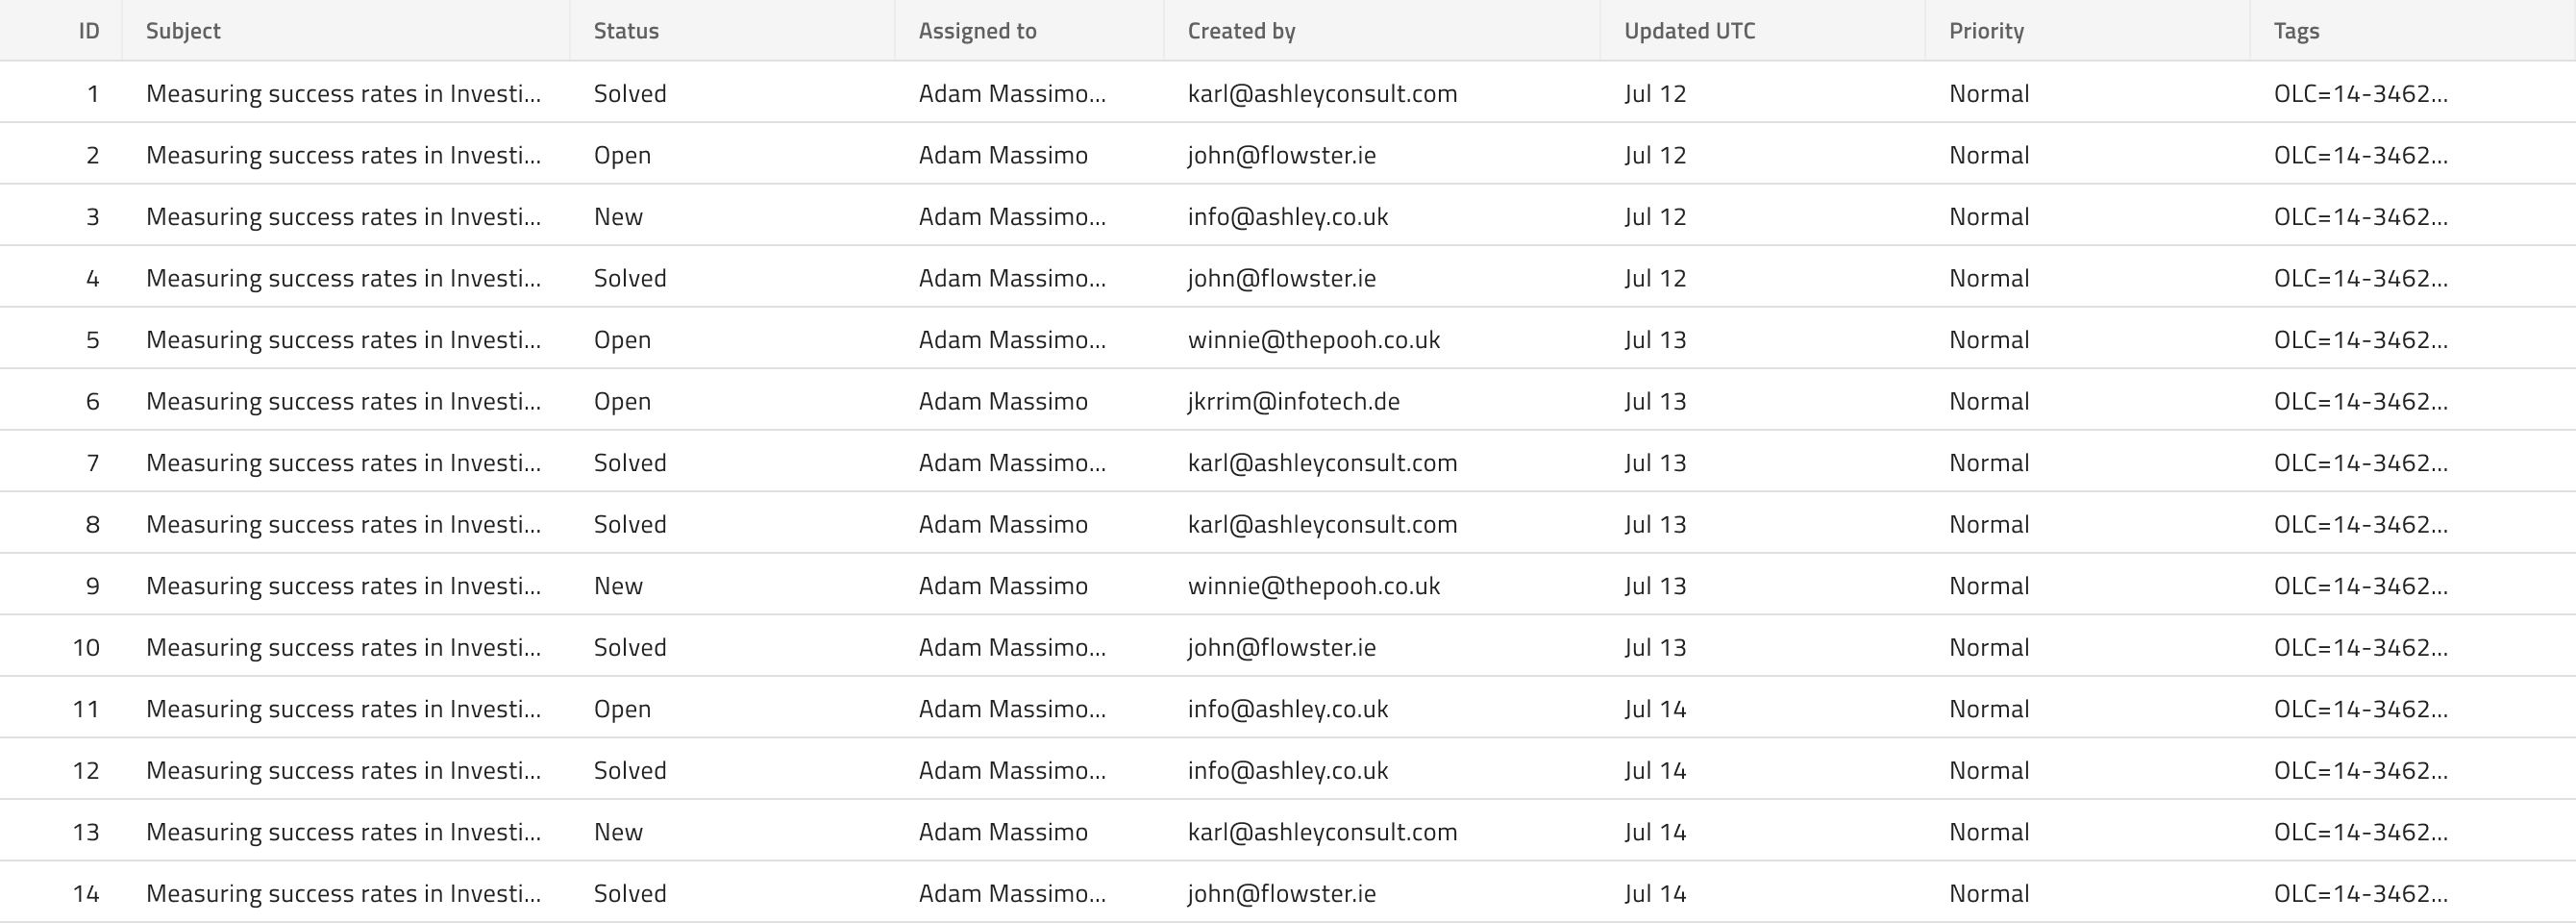 ID Subject Status Assigned to Created by Updated UTC Priority Tags
1 Measuring success rates in Investi... Solved Adam Massimo... karl@ashleyconsult.com Jul 12 Normal OLC=14-3462...
2 Measuring success rates in Investi... Open Adam Massimo john@flowster.ie Jul 12 Normal OLC=14-3462...
3 Measuring success rates in Investi... New Adam Massimo... info@ashley.co.uk Jul 12 Normal OLC=14-3462...
4 Measuring success rates in Investi... Solved Adam Massimo... john@flowster.ie Jul 12 Normal OLC=14-3462...
5 Measuring success rates in Investi... Open Adam Massimo... winnie@thepooh.co.uk Jul 13 Normal OLC=14-3462...
6 Measuring success rates in Investi... Open Adam Massimo jkrrim@infotech.de Jul 13 Normal OLC=14-3462...
7 Measuring success rates in Investi... Solved Adam Massimo... karl@ashleyconsult.com Jul 13 Normal OLC=14-3462...
8 Measuring success rates in Investi... Solved Adam Massimo karl@ashleyconsult.com Jul 13 Normal OLC=14-3462...
9 Measuring success rates in Investi... New Adam Massimo winnie@thepooh.co.uk Jul 13 Normal OLC=14-3462...
10 Measuring success rates in Investi... Solved Adam Massimo... john@flowster.ie Jul 13 Normal OLC=14-3462...
11 Measuring success rates in Investi... Open Adam Massimo... info@ashley.co.uk Jul 14 Normal OLC=14-3462...
12 Measuring success rates in Investi... Solved Adam Massimo... info@ashley.co.uk Jul 14 Normal OLC=14-3462...
13 Measuring success rates in Investi... New Adam Massimo karl@ashleyconsult.com Jul 14 Normal OLC=14-3462...
14 Measuring success rates in Investi... Solved Adam Massimo... john@flowster.ie Jul 14 Normal OLC=14-3462...